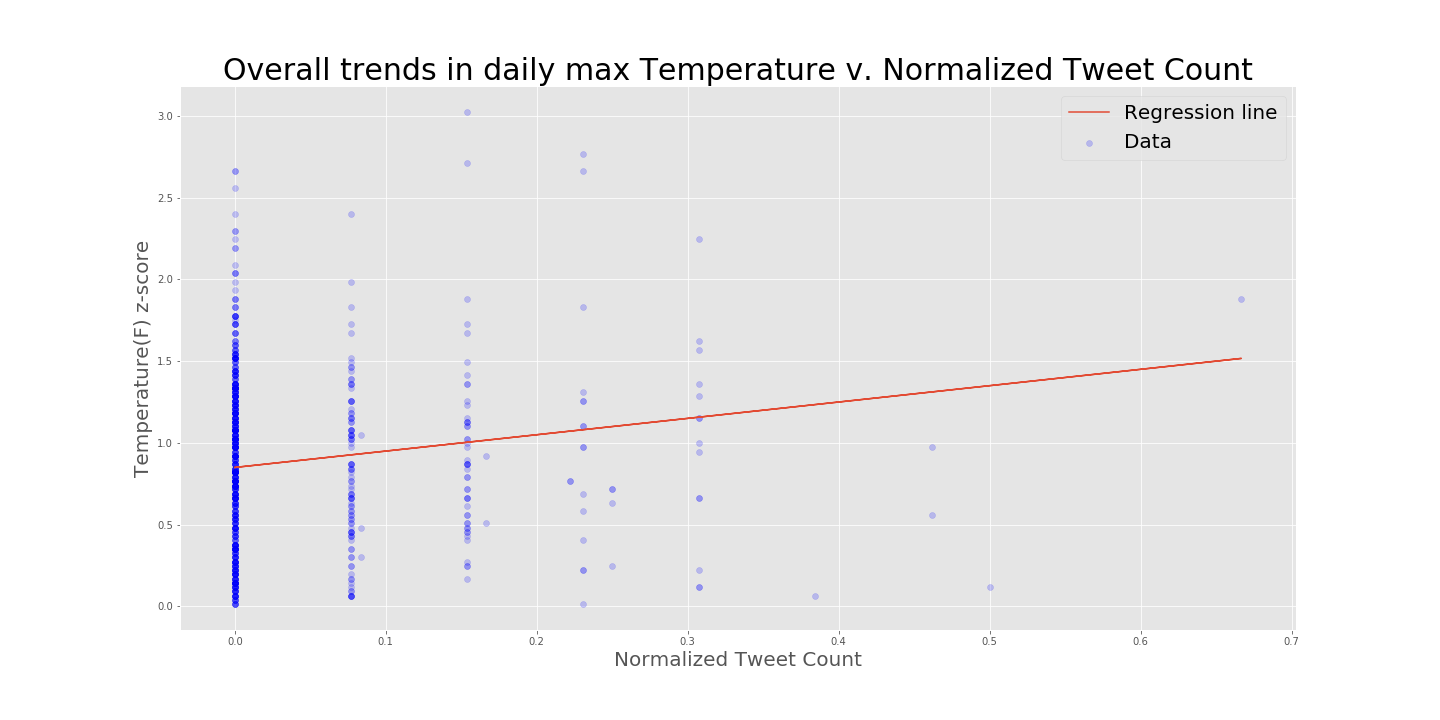 Overall trends in daily max Temperature v. Normalized Tweet Count
Regression line
Data
Temperature(F) z-score
3.0
2.5
2.0
1.5
1.0
0.5
0.0
0.0 0.1 0.2 0.3 0.4 0.5 0.6 0.7
Normalized Tweet Count